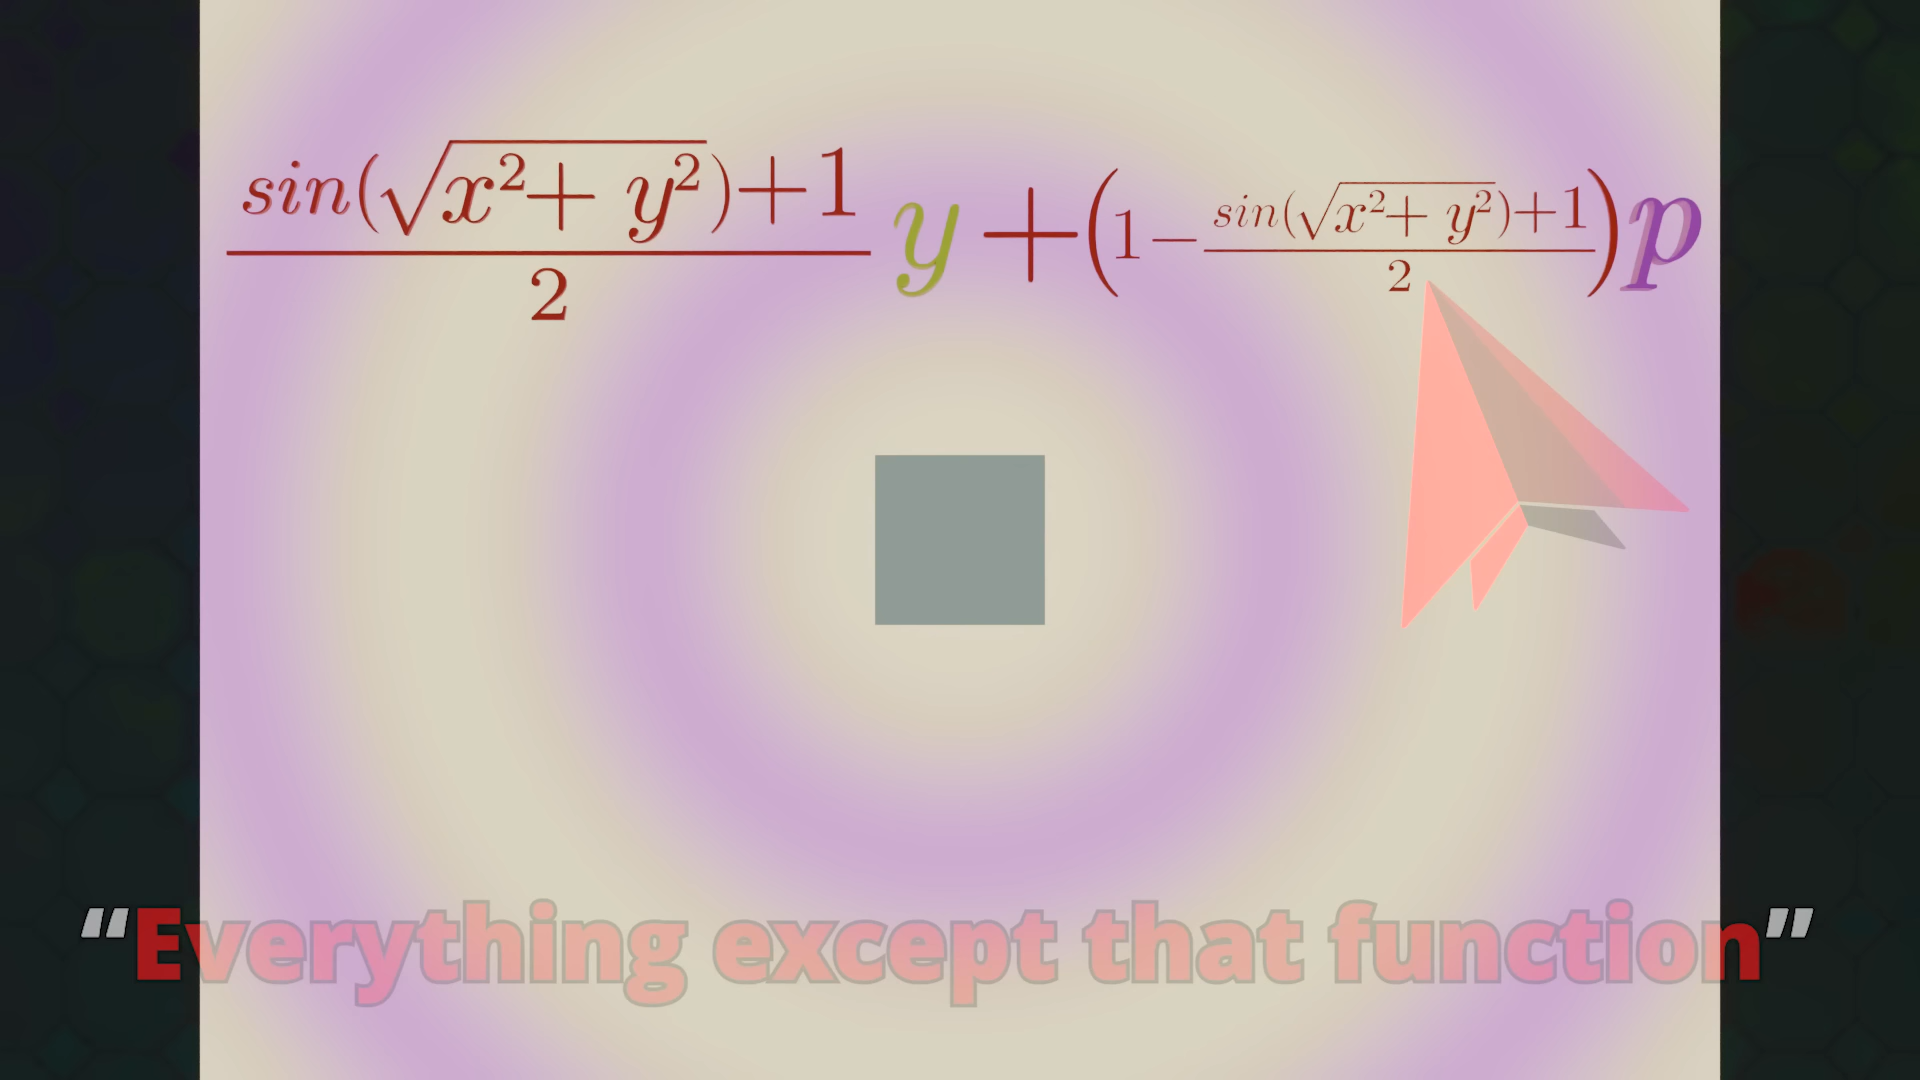 sin(√x²+ y²)+1
2
y+(1−
sin(√x²+ y²)+1
2
)p
“Everything except that function”